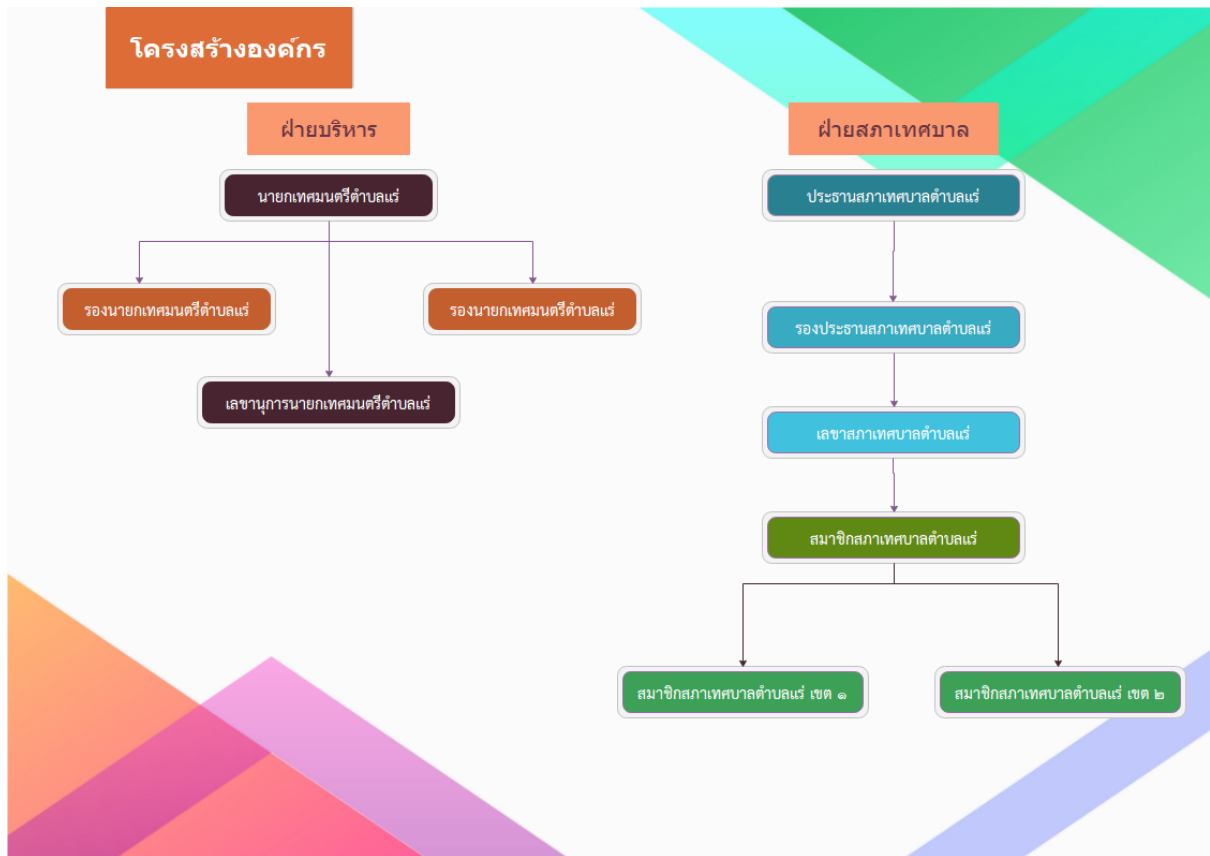 โครงสร้างองค์กร
ฝ่ายบริหาร
นายกเทศมนตรีตำบลแร่
รองนายกเทศมนตรีตำบลแร่
รองนายกเทศมนตรีตำบลแร่
เลขานุการนายกเทศมนตรีตำบลแร่
ฝ่ายสภาเทศบาล
ประธานสภาเทศบาลตำบลแร่
รองประธานสภาเทศบาลตำบลแร่
เลขาสภาเทศบาลตำบลแร่
สมาชิกสภาเทศบาลตำบลแร่
สมาชิกสภาเทศบาลตำบลแร่ เขต ๑
สมาชิกสภาเทศบาลตำบลแร่ เขต ๒